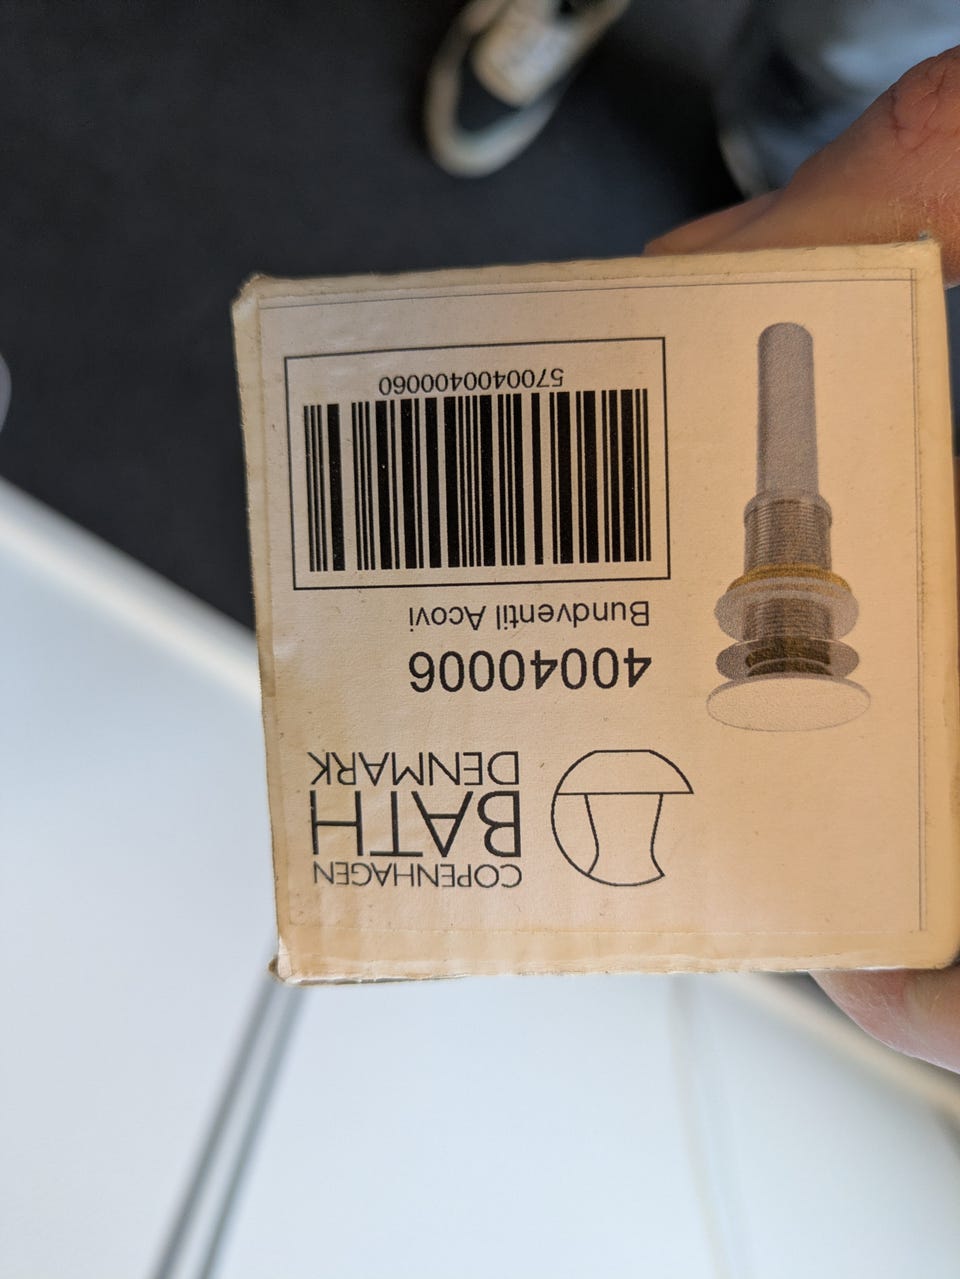 COPENHAGEN
BATH
DENMARK
40040006
Bundventil Acovi
5700400400060